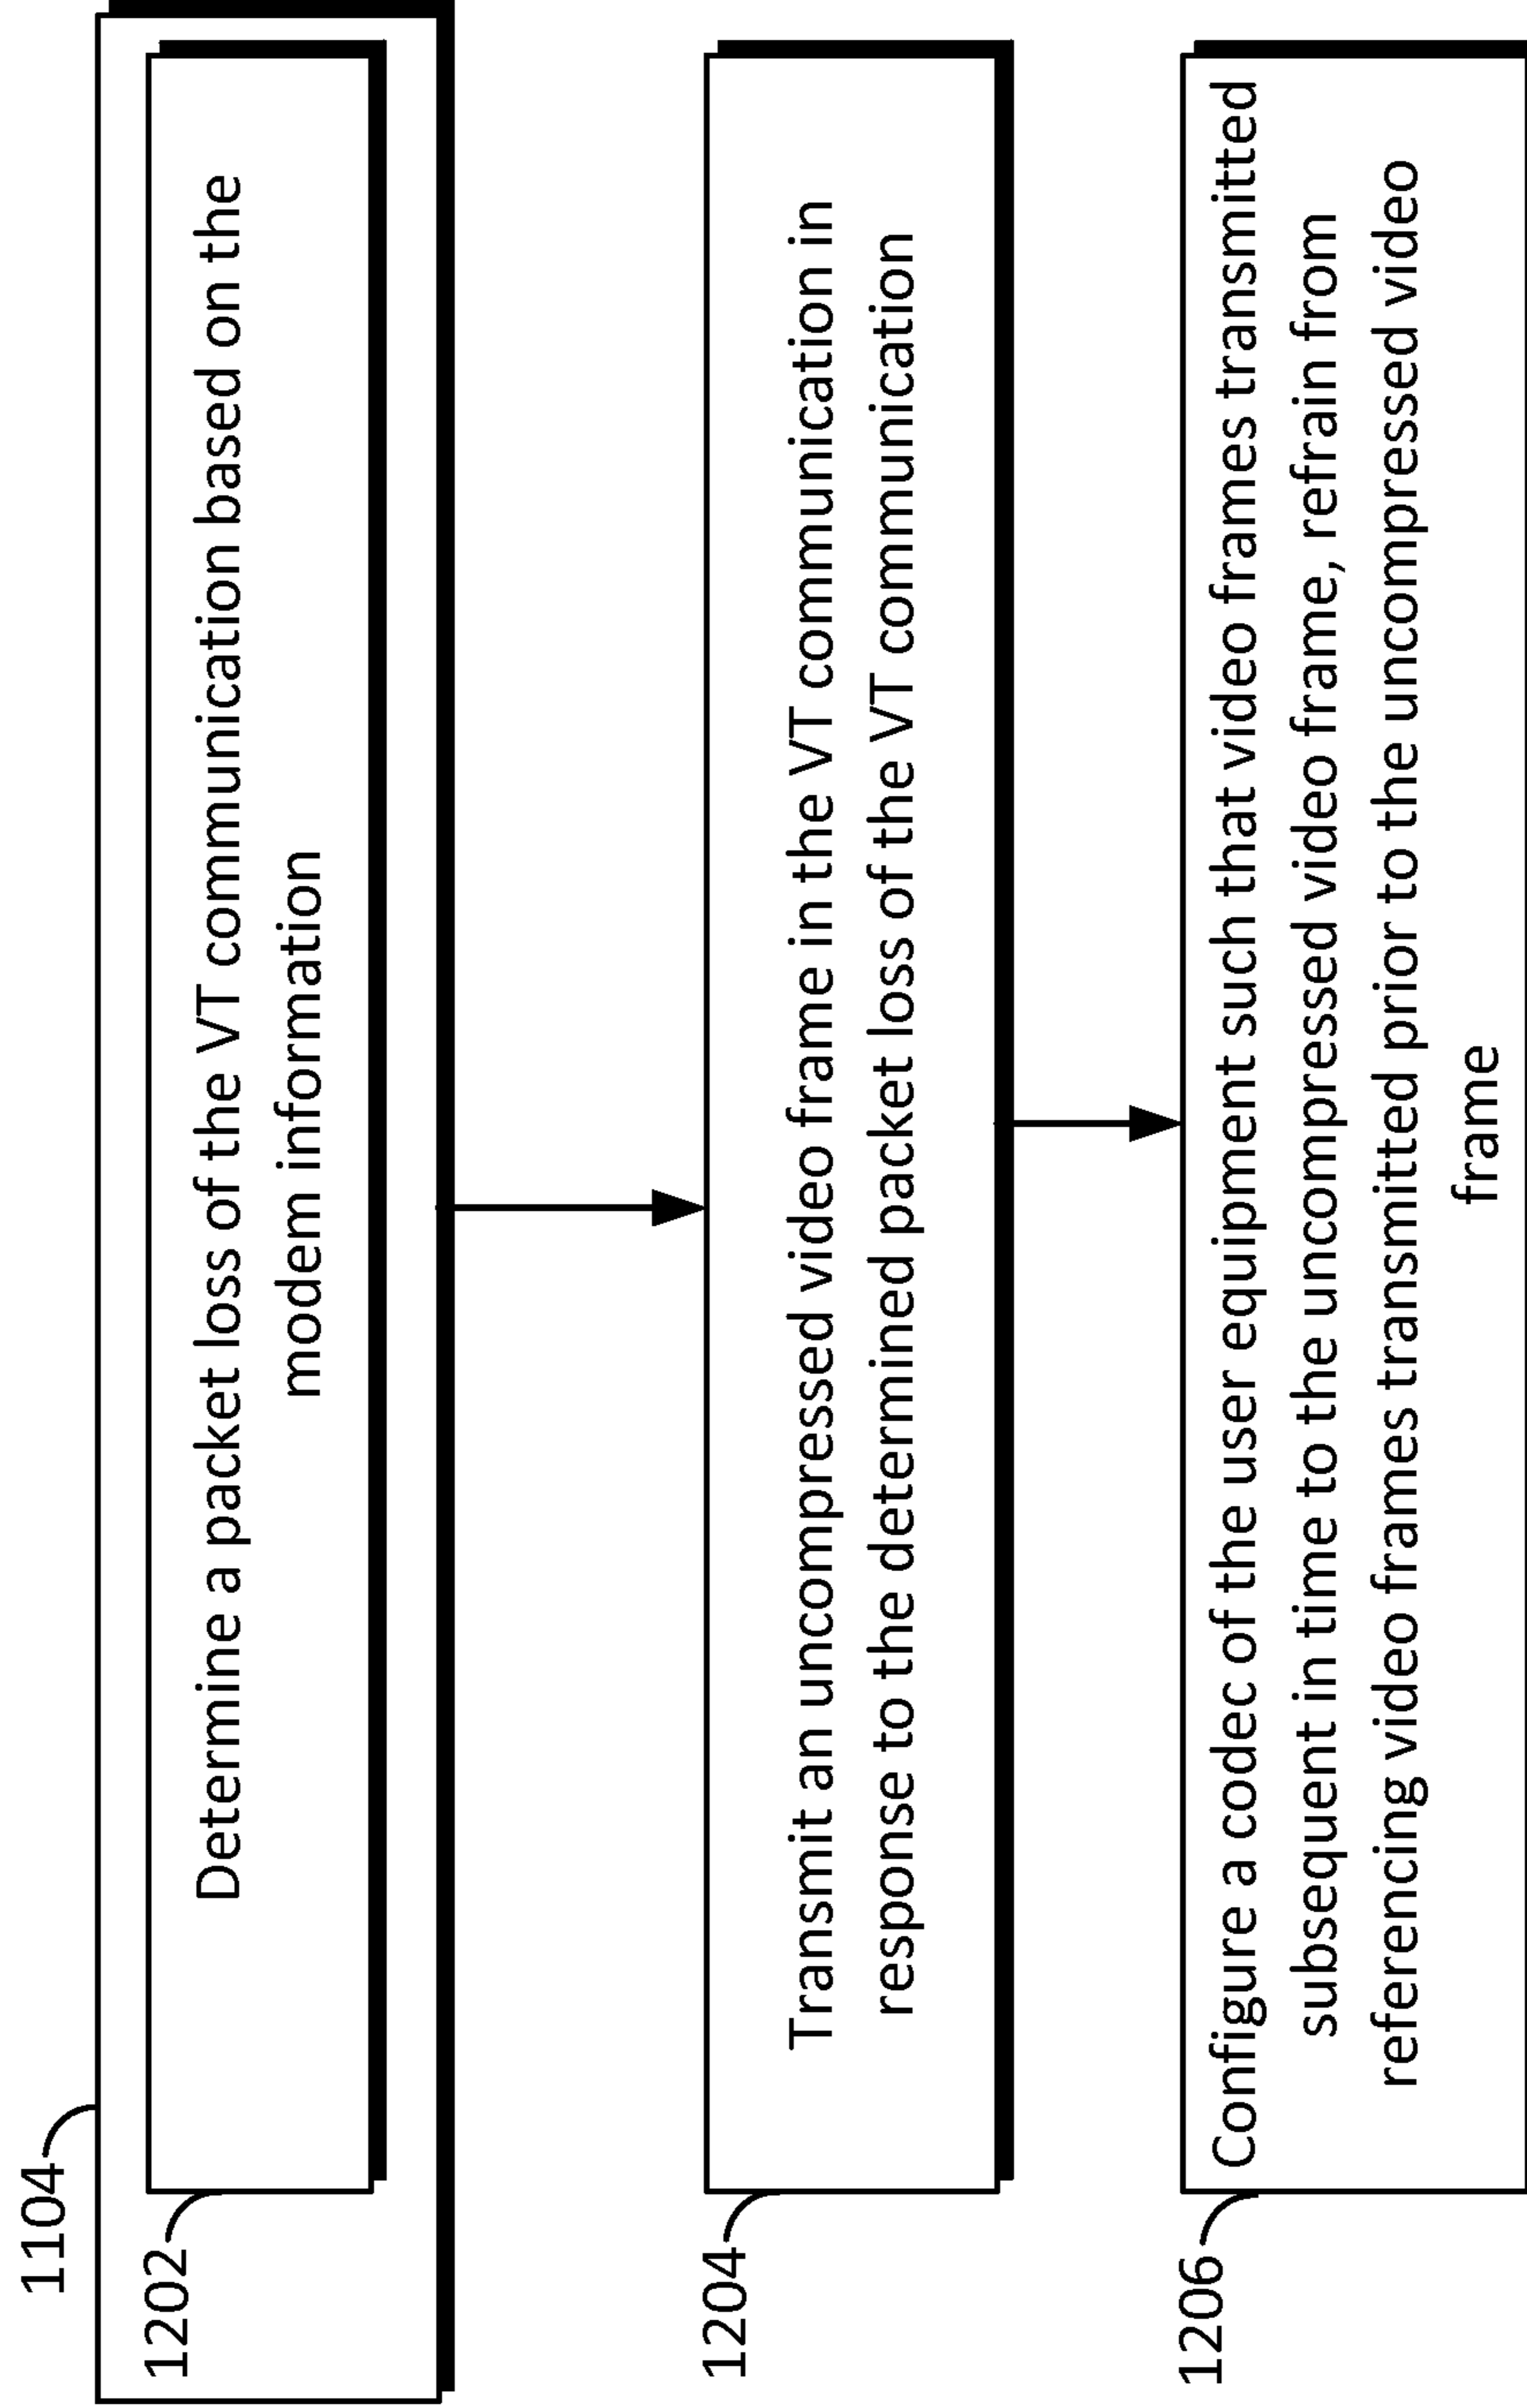 1104
1202
Determine a packet loss of the VT communication based on the
modem information
1204
Transmit an uncompressed video frame in the VT communication in
response to the determined packet loss of the VT communication
1206
Configure a codec of the user equipment such that video frames transmitted
subsequent in time to the uncompressed video frame, refrain from
referencing video frames transmitted prior to the uncompressed video
frame